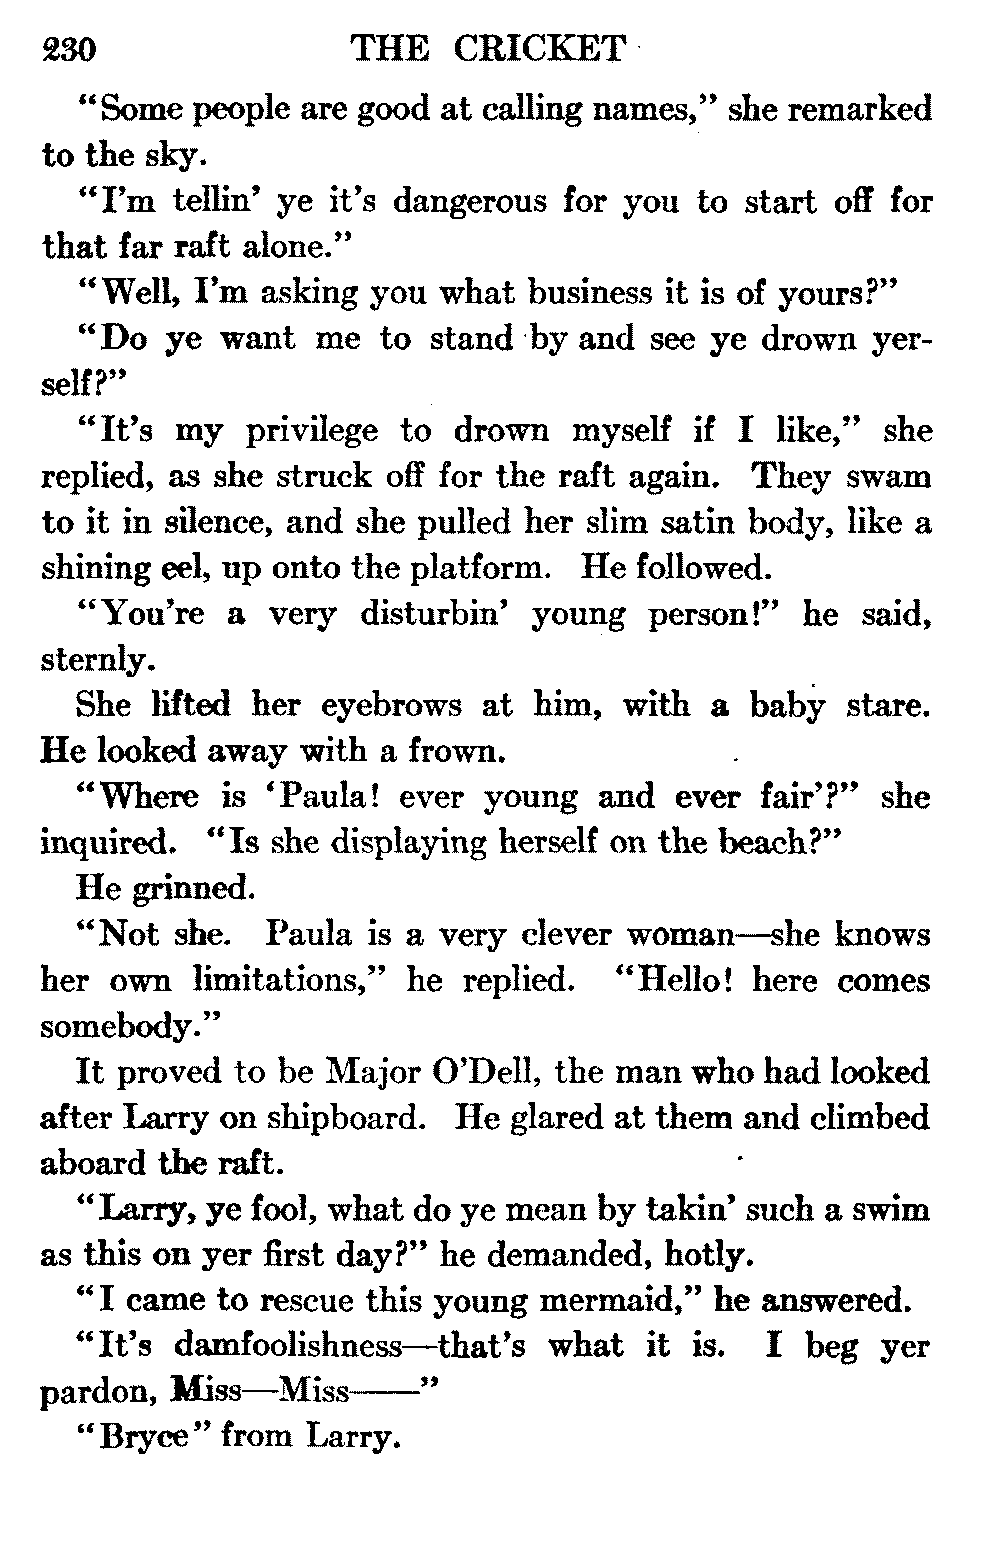 230 THE CRICKET
"Some people are good at calling names," she remarked
to the sky.
"I'm tellin' ye it's dangerous for you to start off for
that far raft alone."
"Well, I'm asking you what business it is of yours?"
"Do ye want me to stand by and see ye drown yer-
self?"
"It's my privilege to drown myself if I like," she
replied, as she struck off for the raft again. They swam
to it in silence, and she pulled her slim satin body, like a
shining eel, up onto the platform. He followed.
"You're a very disturbin' young person!" he said,
sternly.
She lifted her eyebrows at him, with a baby stare.
He looked away with a frown.
"Where is 'Paula! ever young and ever fair'?" she
inquired. "Is she displaying herself on the beach?"
He grinned.
"Not she. Paula is a very clever woman—she knows
her own limitations," he replied. "Hello! here comes
somebody."
It proved to be Major O'Dell, the man who had looked
after Larry on shipboard. He glared at them and climbed
aboard the raft.
"Larry, ye fool, what do ye mean by takin' such a swim
as this on yer first day?" he demanded, hotly.
"I came to rescue this young mermaid," he answered.
"It's damfoolishness—that's what it is. I beg yer
pardon, Miss—Miss——"
"Bryce" from Larry.